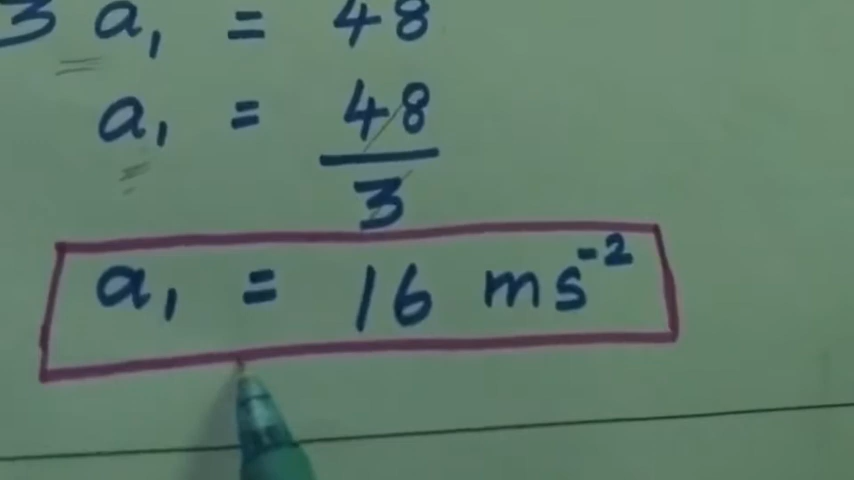 3 a₁ = 48
a₁ = 48/3
a₁ = 16 ms⁻²